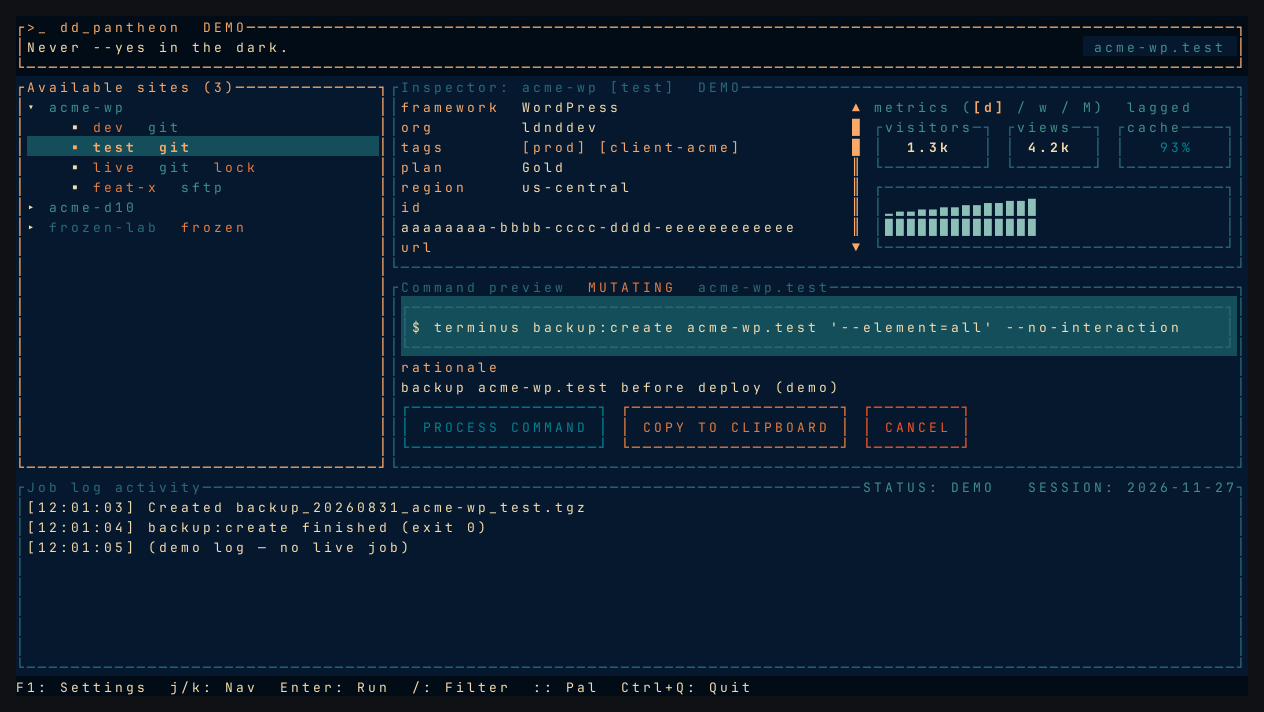 >_ dd_pantheon DEMO
Never --yes in the dark.
acme-wp.test
Available sites (3)
▾ acme-wp
▪ dev git
▪ test git
▪ live git lock
▪ feat-x sftp
▸ acme-d10
▸ frozen-lab frozen
Inspector: acme-wp [test] DEMO
framework WordPress
org ldnddev
tags [prod] [client-acme]
plan Gold
region us-central
id
aaaaaaaa-bbbb-cccc-dddd-eeeeeeeeeeee
url
metrics ([d] / w / M) lagged
visitors views cache
1.3k 4.2k 93%
Command preview MUTATING acme-wp.test
$ terminus backup:create acme-wp.test '--element=all' --no-interaction
rationale
backup acme-wp.test before deploy (demo)
PROCESS COMMAND COPY TO CLIPBOARD CANCEL
Job log activity STATUS: DEMO SESSION: 2026-11-27
[12:01:03] Created backup_20260831_acme-wp_test.tgz
[12:01:04] backup:create finished (exit 0)
[12:01:05] (demo log — no live job)
F1: Settings j/k: Nav Enter: Run /: Filter :: Pal Ctrl+Q: Quit